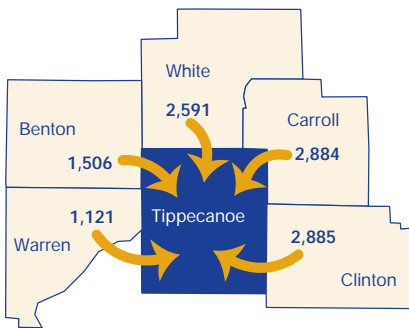 White
2,591
Benton
1,506
Carroll
2,884
Tippecanoe
1,121
Warren
2,885
Clinton